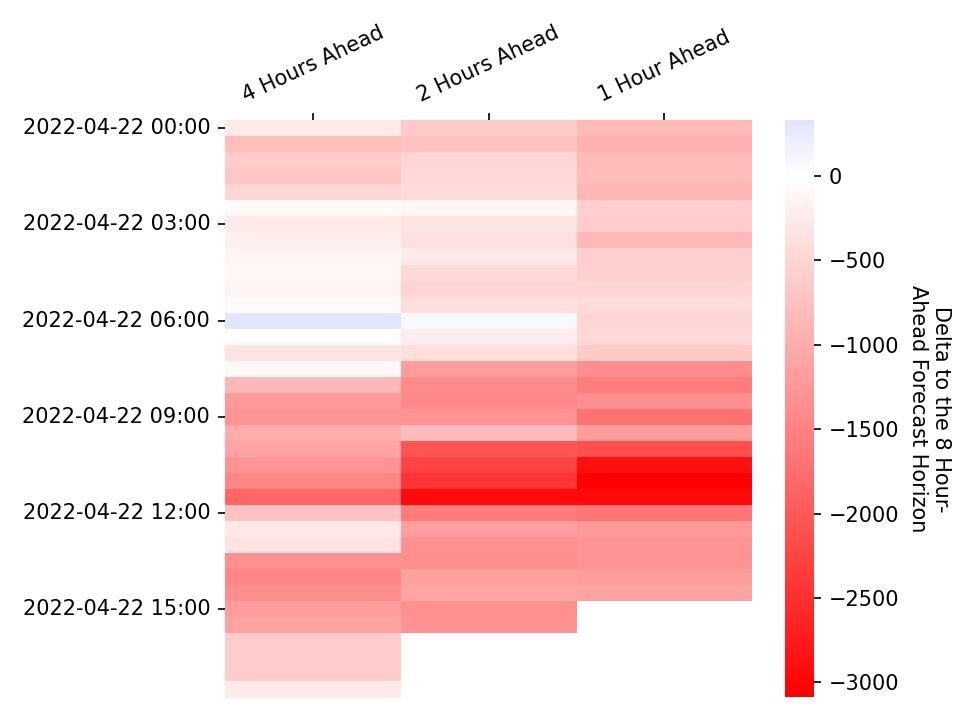 4 Hours Ahead
2 Hours Ahead
1 Hour Ahead
2022-04-22 00:00
2022-04-22 03:00
2022-04-22 06:00
2022-04-22 09:00
2022-04-22 12:00
2022-04-22 15:00
0
−500
−1000
−1500
−2000
−2500
−3000
Delta to the 8 Hour-
Ahead Forecast Horizon